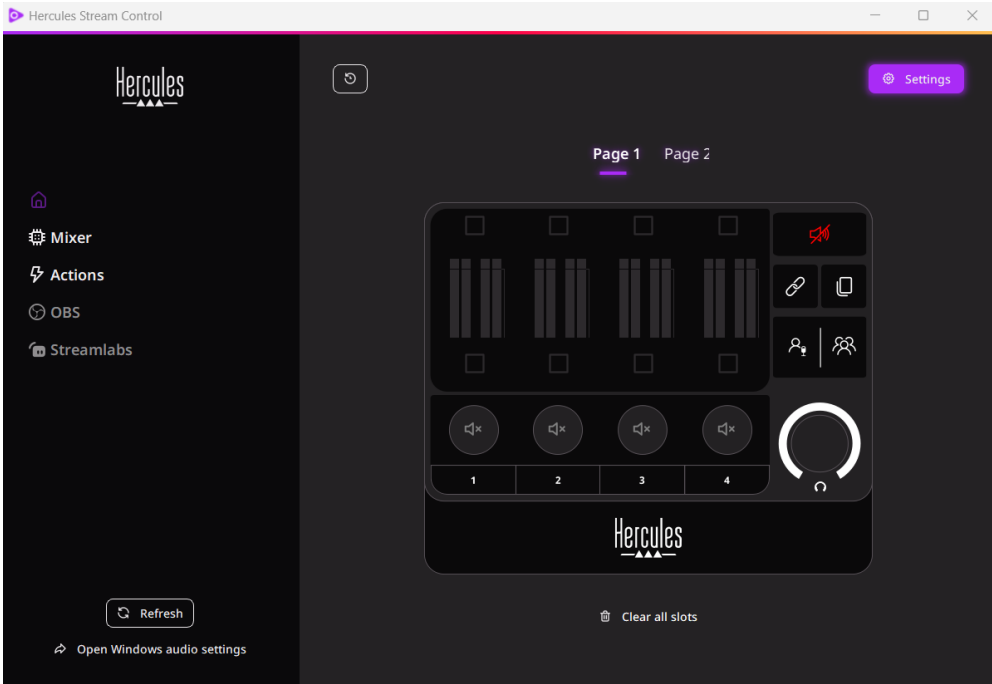 Hercules Stream Control
Hercules
Settings
Page 1 Page 2
Mixer
Actions
OBS
Streamlabs
1 2 3 4
Hercules
Refresh
Clear all slots
Open Windows audio settings